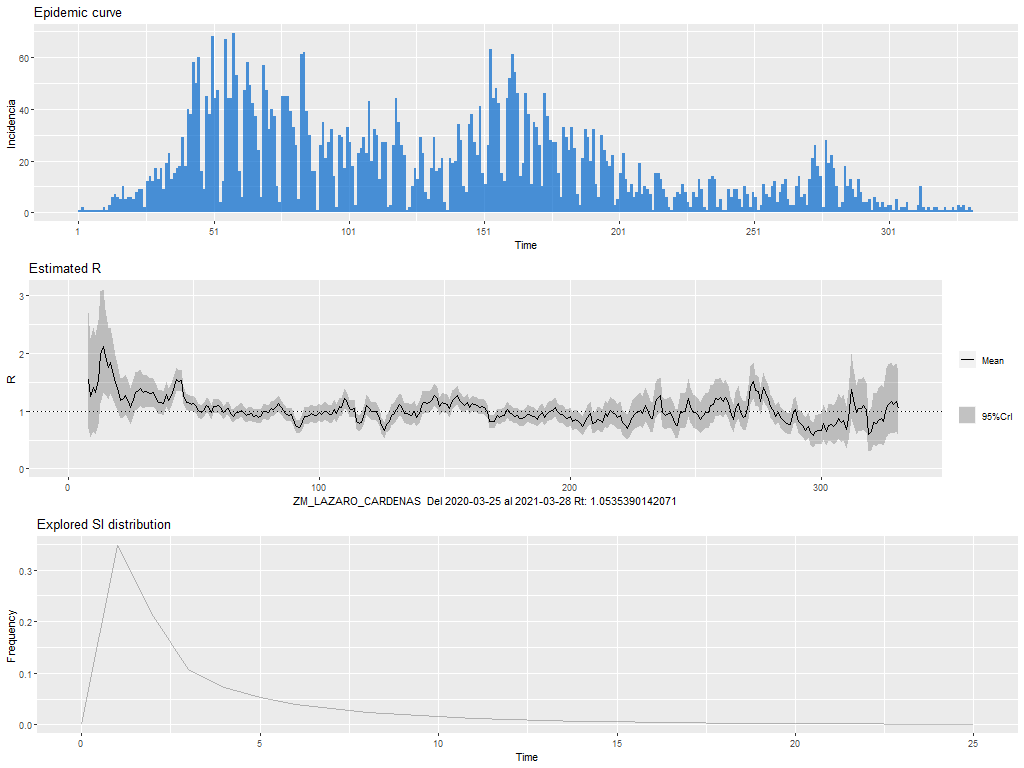 Epidemic curve
60
40
20
0
Incidencia
1 51 101 151 201 251 301
Time
Estimated R
3
2
1
0
R
0 100 200 300
ZM_LAZARO_CARDENAS Del 2020-03-25 al 2021-03-28 Rt: 1.0535390142071
Mean
95%CrI
Explored SI distribution
0.3
0.2
0.1
0.0
Frequency
0 5 10 15 20 25
Time